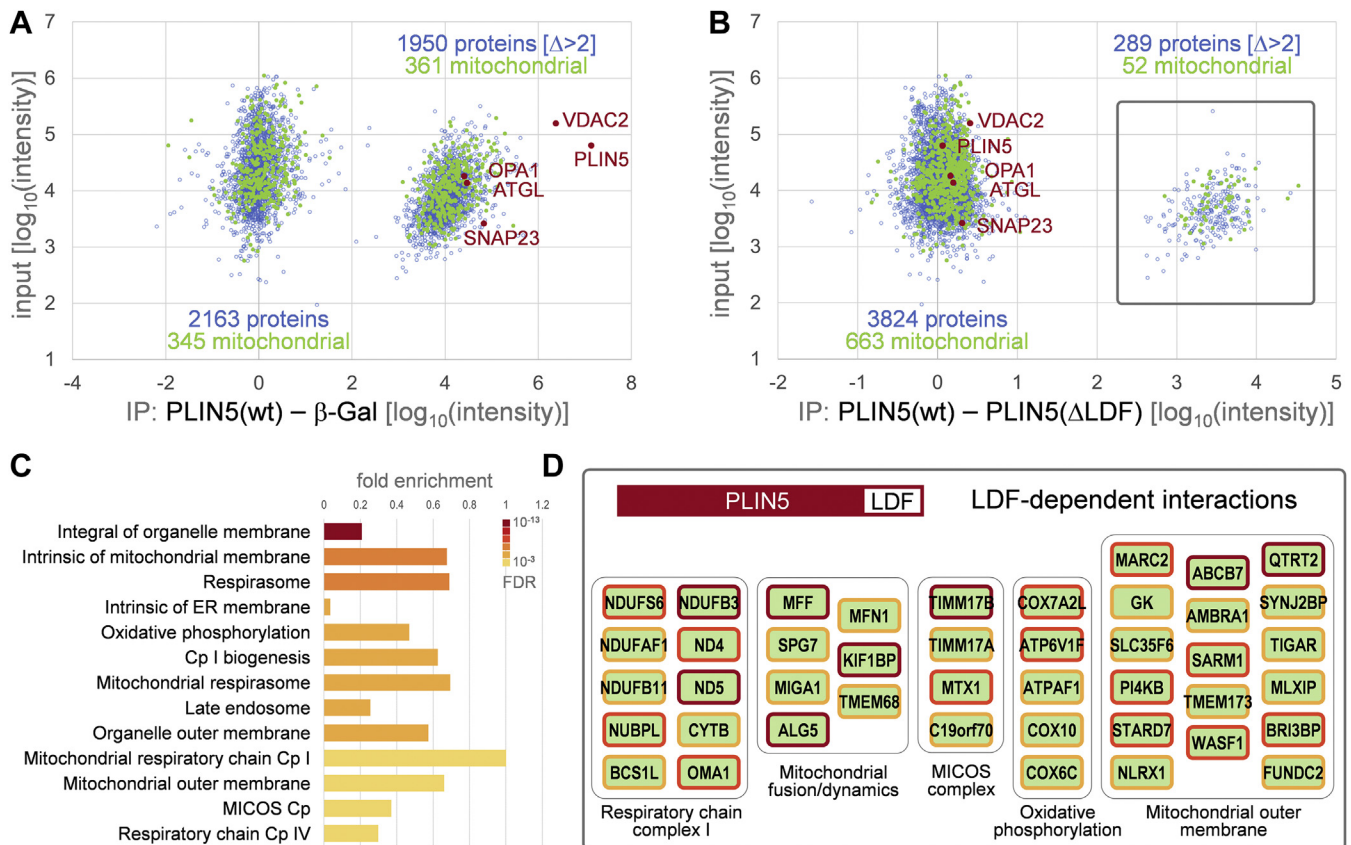 A
1950 proteins [Δ>2]
361 mitochondrial
VDAC2
PLIN5
OPA1
ATGL
SNAP23
2163 proteins
345 mitochondrial
input [log10(intensity)]
7
6
5
4
3
2
1
-4
-2
0
2
4
6
8
IP: PLIN5(wt) – β-Gal [log10(intensity)]
B
289 proteins [Δ>2]
52 mitochondrial
VDAC2
PLIN5
OPA1
ATGL
SNAP23
3824 proteins
663 mitochondrial
input [log10(intensity)]
7
6
5
4
3
2
1
-2
-1
0
1
2
3
4
5
IP: PLIN5(wt) – PLIN5(ΔLDF) [log10(intensity)]
C
fold enrichment
0 0.2 0.4 0.6 0.8 1 1.2
10-13
10-3
FDR
Integral of organelle membrane
Intrinsic of mitochondrial membrane
Respirasome
Intrinsic of ER membrane
Oxidative phosphorylation
Cp I biogenesis
Mitochondrial respirasome
Late endosome
Organelle outer membrane
Mitochondrial respiratory chain Cp I
Mitochondrial outer membrane
MICOS Cp
Respiratory chain Cp IV
D
PLIN5
LDF
LDF-dependent interactions
NDUFS6
NDUFB3
NDUFAF1
ND4
NDUFB11
ND5
NUBPL
CYTB
BCS1L
OMA1
Respiratory chain
complex I
MFF
SPG7
MIGA1
ALG5
MFN1
KIF1BP
TMEM68
Mitochondrial
fusion/dynamics
TIMM17B
TIMM17A
MTX1
C19orf70
MICOS
complex
COX7A2L
ATP6V1F
ATPAF1
COX10
COX6C
Oxidative
phosphorylation
MARC2
GK
SLC35F6
PI4KB
STARD7
NLRX1
ABCB7
AMBRA1
SARM1
TMEM173
WASF1
QTRT2
SYNJ2BP
TIGAR
MLXIP
BRI3BP
FUNDC2
Mitochondrial outer
membrane